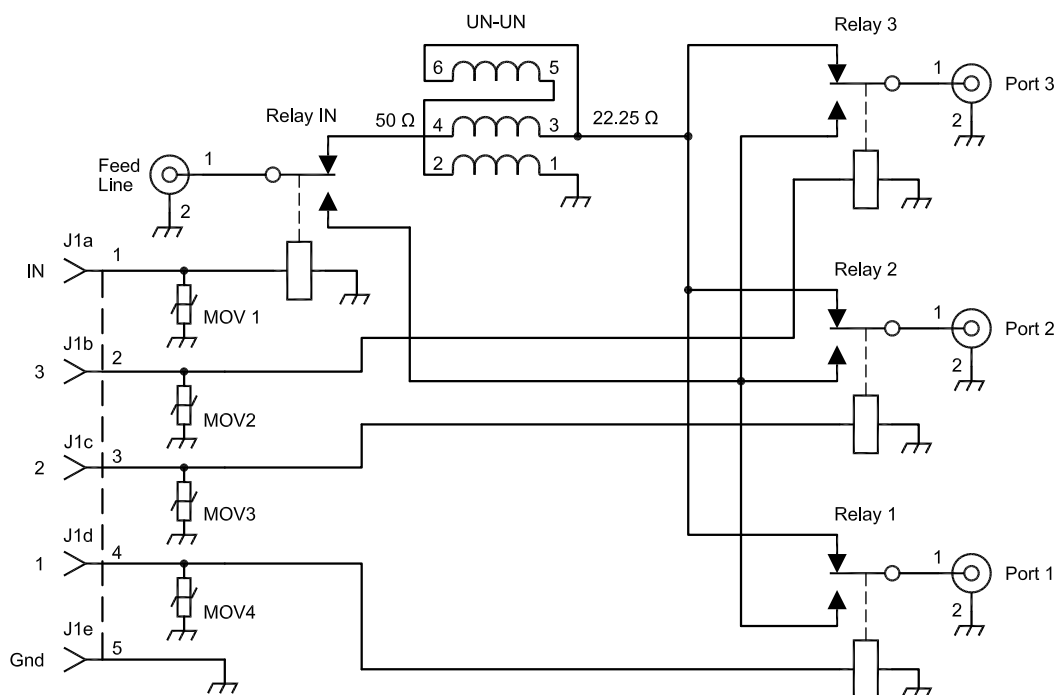 UN-UN
Relay 3
6
5
1
Port 3
2
Relay IN
50 Ω
4
3
22.25 Ω
2
1
Feed
Line
1
2
J1a
IN
1
MOV 1
Relay 2
1
Port 2
2
J1b
3
2
MOV2
J1c
2
3
MOV3
Relay 1
1
Port 1
2
J1d
1
4
MOV4
J1e
Gnd
5